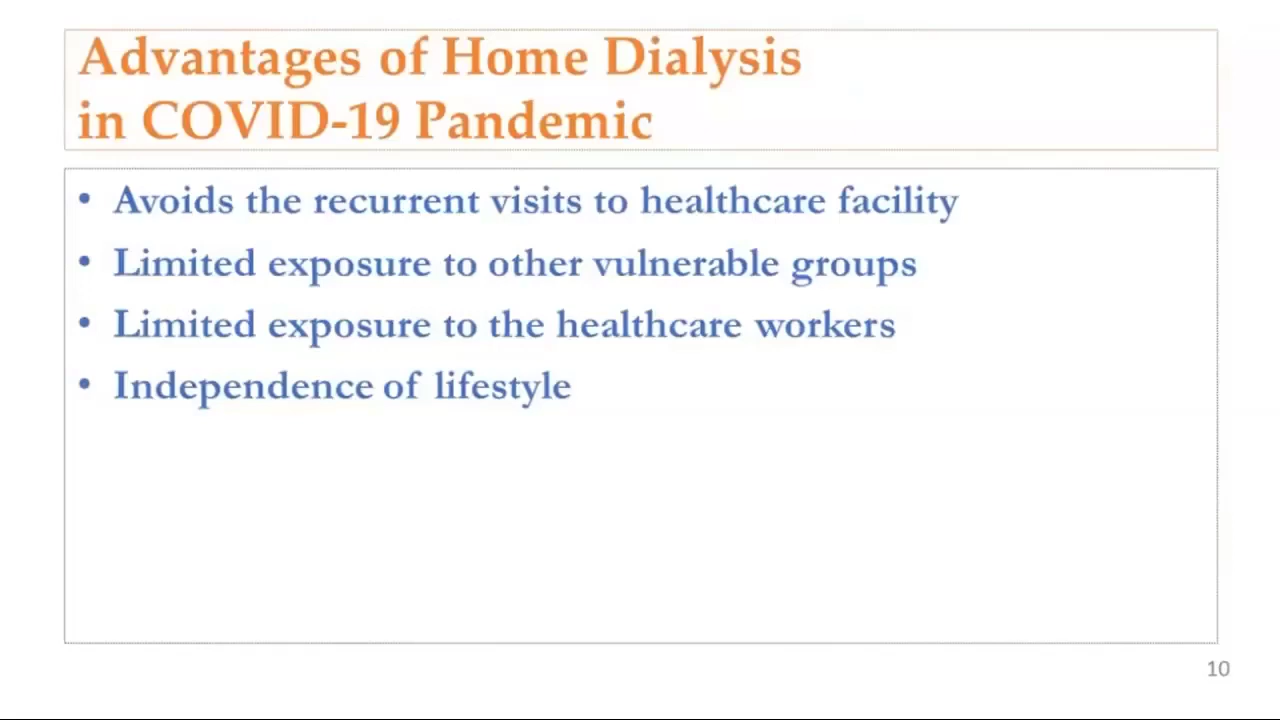 Advantages of Home Dialysis
in COVID-19 Pandemic
• Avoids the recurrent visits to healthcare facility
• Limited exposure to other vulnerable groups
• Limited exposure to the healthcare workers
• Independence of lifestyle
10